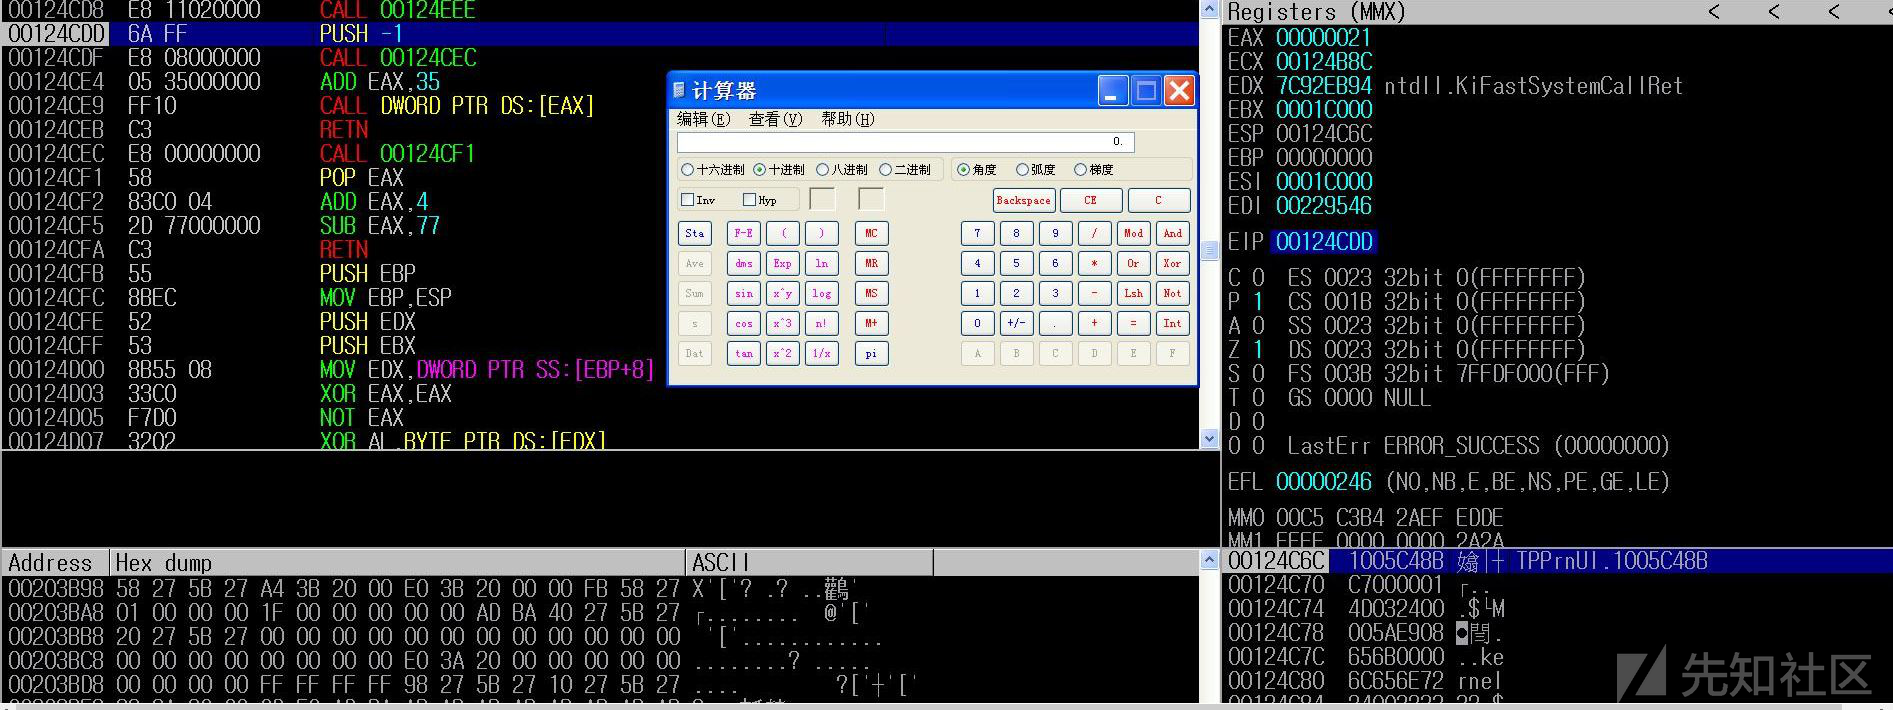 00124CD8 E8 11020000 CALL 00124EEE
00124CDD 6A FF PUSH -1
00124CDF E8 08000000 CALL 00124CEC
00124CE4 05 35000000 ADD EAX,35
00124CE9 FF10 CALL DWORD PTR DS:[EAX]
00124CEB C3 RETN
00124CEC E8 00000000 CALL 00124CF1
00124CF1 58 POP EAX
00124CF2 83C0 04 ADD EAX,4
00124CF5 2D 77000000 SUB EAX,77
00124CFA C3 RETN
00124CFB 55 PUSH EBP
00124CFC 8BEC MOV EBP,ESP
00124CFE 52 PUSH EDX
00124CFF 53 PUSH EBX
00124D00 8B55 08 MOV EDX,DWORD PTR SS:[EBP+8]
00124D03 33C0 XOR EAX,EAX
00124D05 F7D0 NOT EAX
00124D07 3202 XOR AL,BYTE PTR DS:[EDX]
计算器
编辑(E) 查看(V) 帮助(H)
0.
十六进制 十进制 八进制 二进制 角度 弧度 梯度
Inv Hyp Backspace CE C
Sta F-E ( ) MC 7 8 9 / Mod And
Ave dms Exp ln MR 4 5 6 * Or Xor
Sum sin x^y log MS 1 2 3 - Lsh Not
s cos x^3 n! M+ 0 +/- . + = Int
Dat tan x^2 1/x pi A B C D E F
Registers (MMX) < < < <
EAX 00000021
ECX 00124B8C
EDX 7C92EB94 ntdll.KiFastSystemCallRet
EBX 0001C000
ESP 00124C6C
EBP 00000000
ESI 0001C000
EDI 00229546
EIP 00124CDD
C 0 ES 0023 32bit 0(FFFFFFFF)
P 1 CS 001B 32bit 0(FFFFFFFF)
A 0 SS 0023 32bit 0(FFFFFFFF)
Z 1 DS 0023 32bit 0(FFFFFFFF)
S 0 FS 003B 32bit 7FFDF000(FFF)
T 0 GS 0000 NULL
D 0
O 0 LastErr ERROR_SUCCESS (00000000)
EFL 00000246 (NO,NB,E,BE,NS,PE,GE,LE)
MM0 00C5 C3B4 2AEF EDDE
MM1 FFFF 0000 0000 2A2A
Address Hex dump ASCII
00203B98 58 27 5B 27 A4 3B 20 00 E0 3B 20 00 00 FB 58 27 X'['? .? ..鸛
00203BA8 01 00 00 00 1F 00 00 00 00 00 00 AD BA 40 27 5B 27 ┌........ @'['
00203BB8 20 27 5B 27 00 00 00 00 00 00 00 00 00 00 00 00 '['............
00203BC8 00 00 00 00 00 00 00 00 E0 3A 20 00 00 00 00 00 ........? .....
00203BD8 00 00 00 00 FF FF FF FF 98 27 5B 27 10 27 5B 27 .... ?['┼'['
00124C6C 1005C48B TPPrnUI.1005C48B
00124C70 C7000001 ┌..
00124C74 4D032400 .$└M
00124C78 005AE908
00124C7C 656B0000 ..ke
00124C80 6C656E72 rnel
先知社区